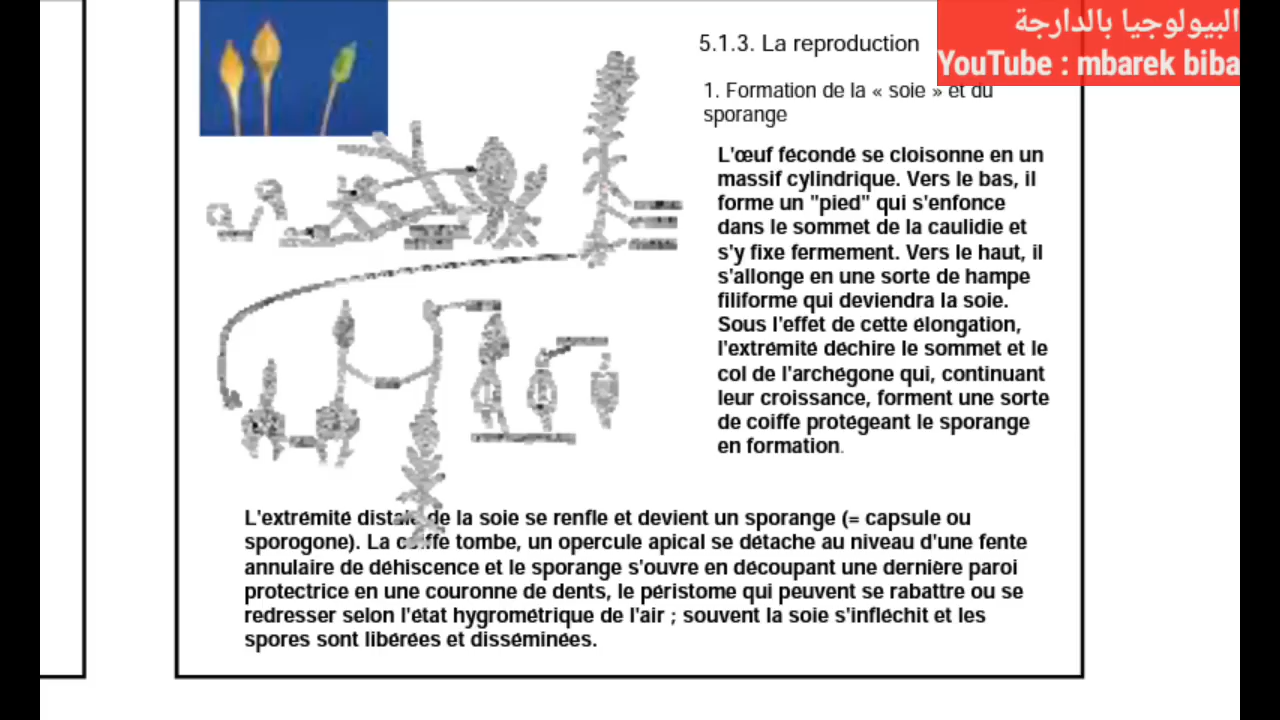 البيولوجيا بالدارجة
YouTube : mbarek biba
5.1.3. La reproduction
1. Formation de la « soie » et du
sporange
L'œuf fécondé se cloisonne en un
massif cylindrique. Vers le bas, il
forme un "pied" qui s'enfonce
dans le sommet de la caulidie et
s'y fixe fermement. Vers le haut, il
s'allonge en une sorte de hampe
filiforme qui deviendra la soie.
Sous l'effet de cette élongation,
l'extrémité déchire le sommet et le
col de l'archégone qui, continuant
leur croissance, forment une sorte
de coiffe protégeant le sporange
en formation.
L'extrémité distale de la soie se renfle et devient un sporange (= capsule ou
sporogone). La coiffe tombe, un opercule apical se détache au niveau d'une fente
annulaire de déhiscence et le sporange s'ouvre en découpant une dernière paroi
protectrice en une couronne de dents, le péristome qui peuvent se rabattre ou se
redresser selon l'état hygrométrique de l'air ; souvent la soie s'infléchit et les
spores sont libérées et disséminées.